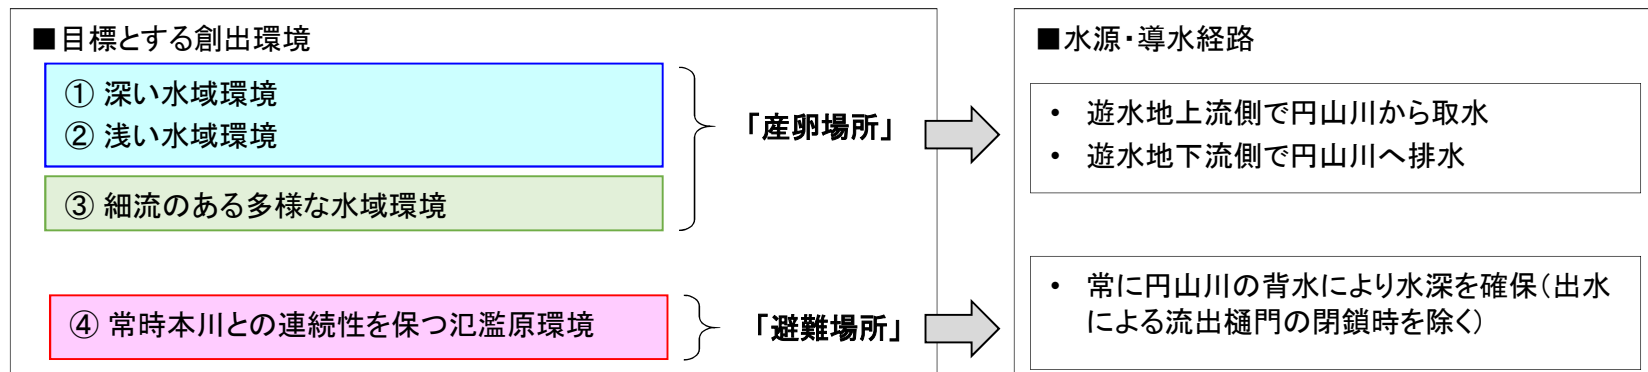 ■目標とする創出環境
① 深い水域環境
② 浅い水域環境
③ 細流のある多様な水域環境
「産卵場所」
④ 常時本川との連続性を保つ氾濫原環境
「避難場所」
■水源・導水経路
• 遊水地上流側で円山川から取水
• 遊水地下流側で円山川へ排水
• 常に円山川の背水により水深を確保（出水
による流出樋門の閉鎖時を除く）